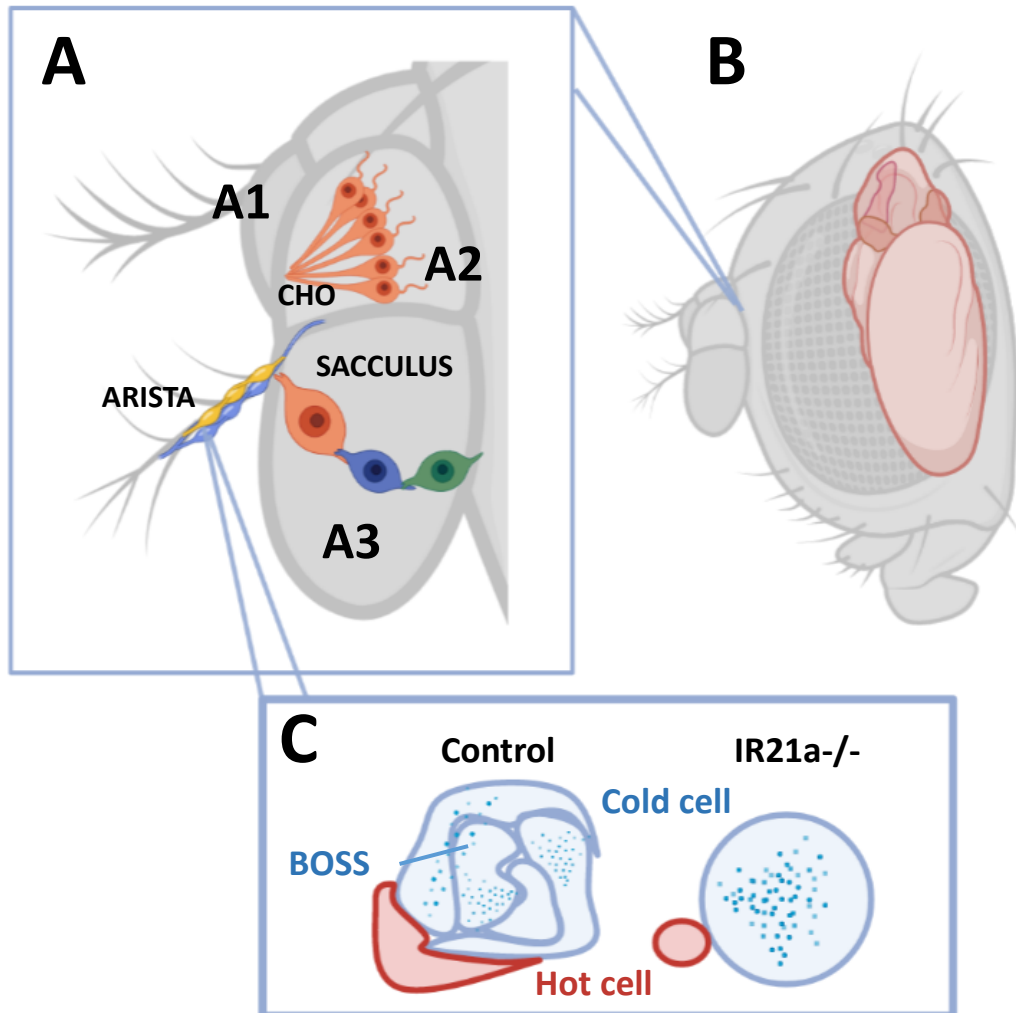 A
B
A1
A2
CHO
SACCULUS
ARISTA
A3
C
Control
IR21a-/-
Cold cell
BOSS
Hot cell